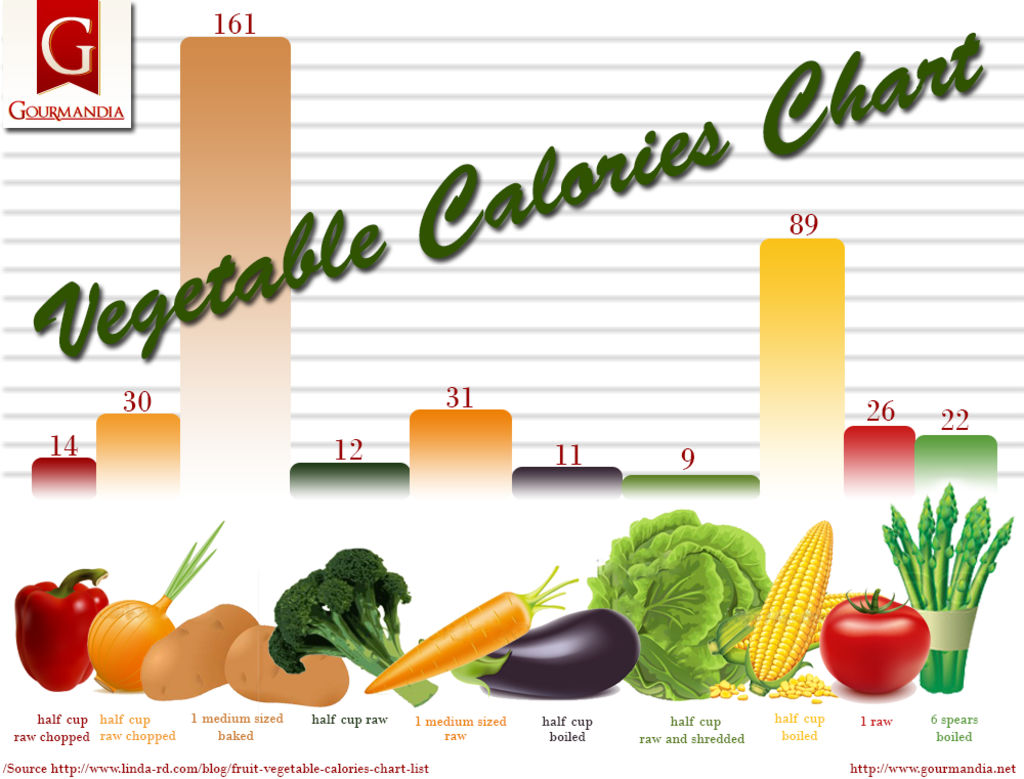 G
GOURMANDIA
Vegetable Calories Chart
161
89
30
31
26
22
14
12
11
9
half cup
raw chopped
half cup
raw chopped
1 medium sized
baked
half cup raw
1 medium sized
raw
half cup
boiled
half cup
raw and shredded
half cup
boiled
1 raw
6 spears
boiled
/Source http://www.linda-rd.com/blog/fruit-vegetable-calories-chart-list
http://www.gourmandia.net